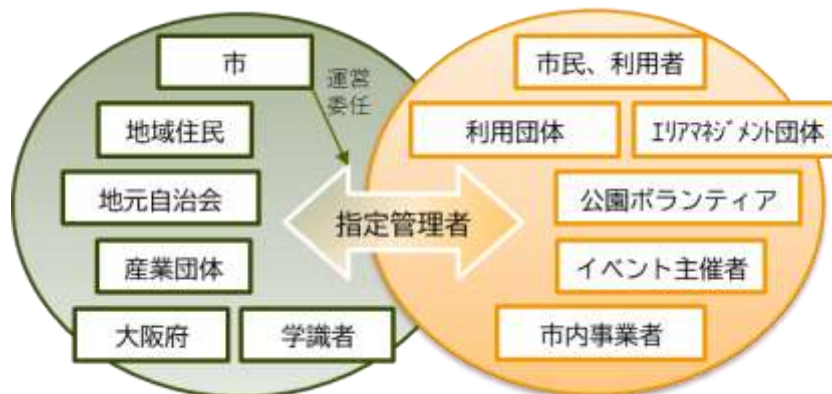 市
運営
委任
地域住民
地元自治会
産業団体
大阪府
学識者
指定管理者
市民、利用者
利用団体
ｴﾘｱﾏﾈｼﾞﾒﾝﾄ団体
公園ボランティア
イベント主催者
市内事業者